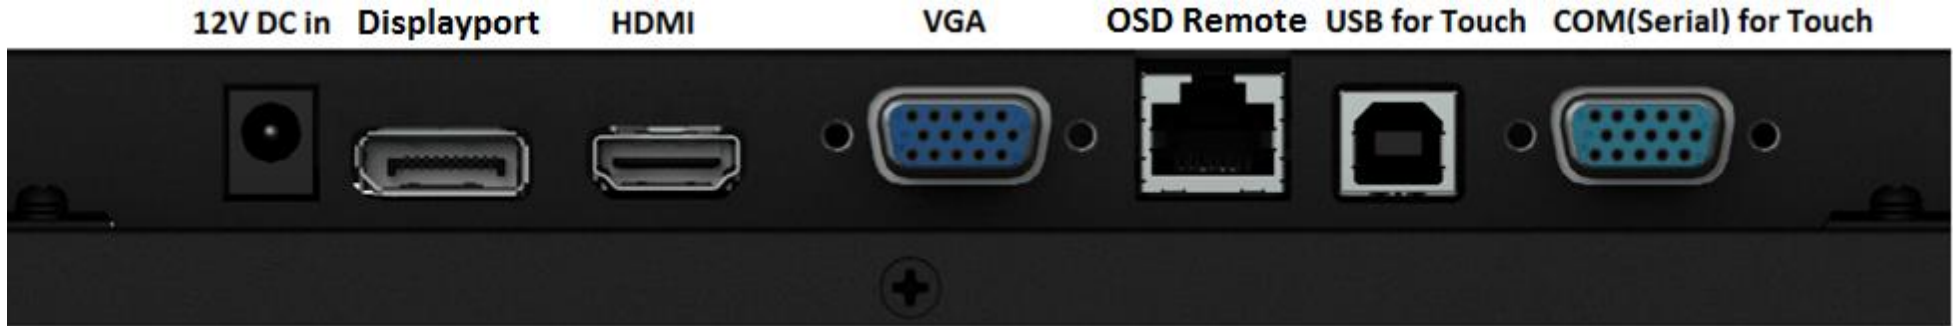 12V DC in Displayport HDMI VGA OSD Remote USB for Touch COM(Serial) for Touch